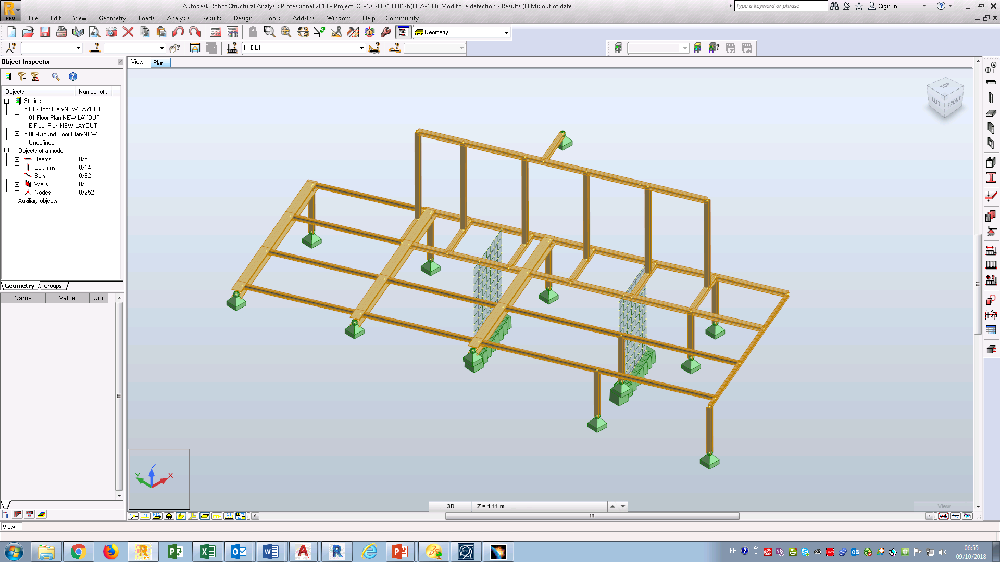 Autodesk Robot Structural Analysis Professional 2018 - Project: CE-NC-0871.0001-b(HEA-100)_Modif fire detection - Results (FEM): out of date
Type a keyword or phrase
Sign In
PRO
File Edit View Geometry Loads Analysis Results Design Tools Add-Ins Window Help Community
Geometry
1 : DL1
Object Inspector
View Plan
Objects Number of...
Stories
RP-Roof Plan-NEW LAYOUT
01-Floor Plan-NEW LAYOUT
E-Floor Plan-NEW LAYOUT
0R-Ground Floor Plan-NEW L...
Undefined
Objects of a model
Beams 0/5
Columns 0/14
Bars 0/62
Walls 0/2
Nodes 0/252
Auxiliary objects
Geometry Groups
Name Value Unit
TOP
LEFT FRONT
Z
Y X
3D Z = 1.11 m
View
View
FR
06:55
09/10/2018